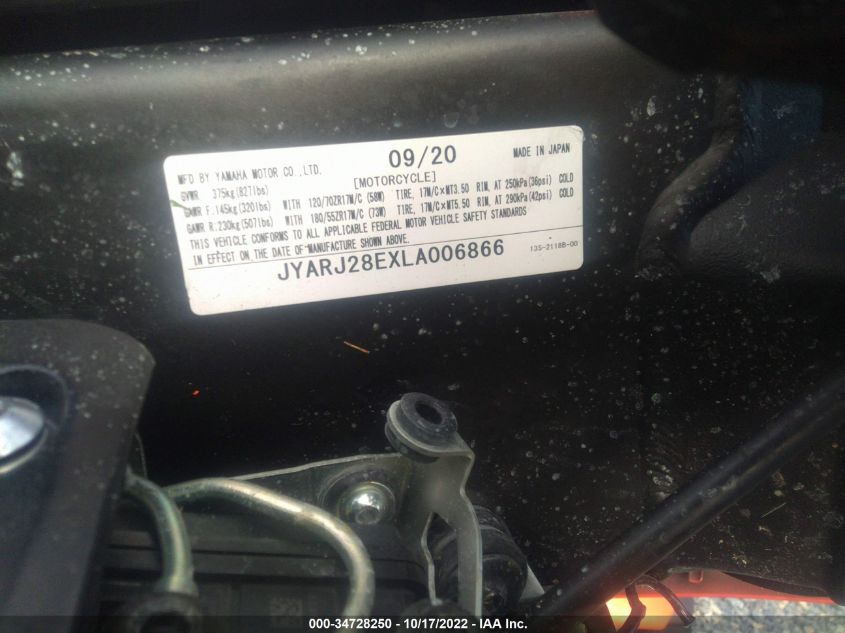 09/20
MFD BY YAMAHA MOTOR CO.,LTD. [MOTORCYCLE] MADE IN JAPAN
GVWR 375kg(827lbs)
GAWR F.145kg(320lbs) WITH 120/70ZR17M/C (58W) TIRE, 17M/C×MT3.50 RIM, AT 250kPa(36psi) COLD
GAWR R.230kg(507lbs) WITH 180/55ZR17M/C (73W) TIRE, 17M/C×MT5.50 RIM, AT 290kPa(42psi) COLD
THIS VEHICLE CONFORMS TO ALL APPLICABLE FEDERAL MOTOR VEHICLE SAFETY STANDARDS
IN EFFECT ON THE DATE OF MANUFACTURE SHOWN ABOVE.
JYARJ28EXLA006866
13S-2118B-00
000-34728250 - 10/17/2022 - IAA Inc.